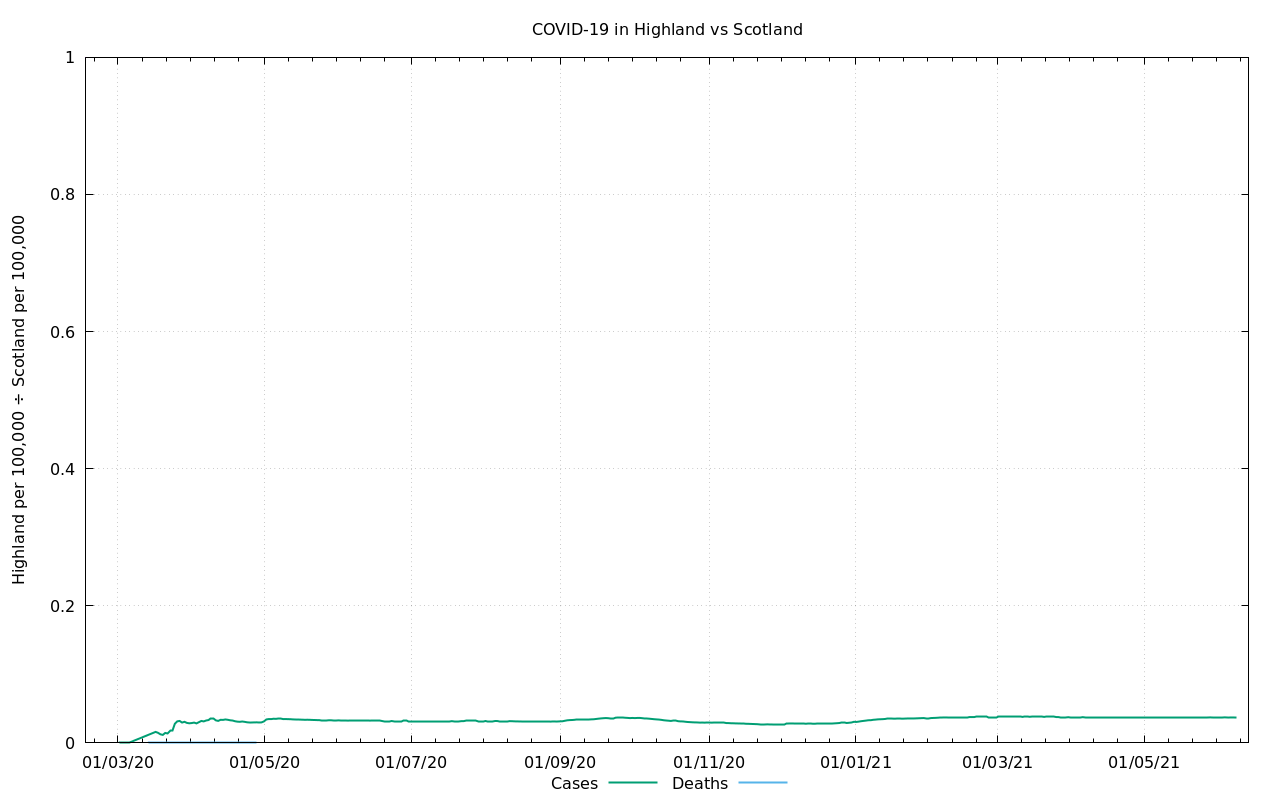 COVID-19 in Highland vs Scotland
Highland per 100,000 ÷ Scotland per 100,000
1
0.8
0.6
0.4
0.2
0
01/03/20 01/05/20 01/07/20 01/09/20 01/11/20 01/01/21 01/03/21 01/05/21
Cases Deaths